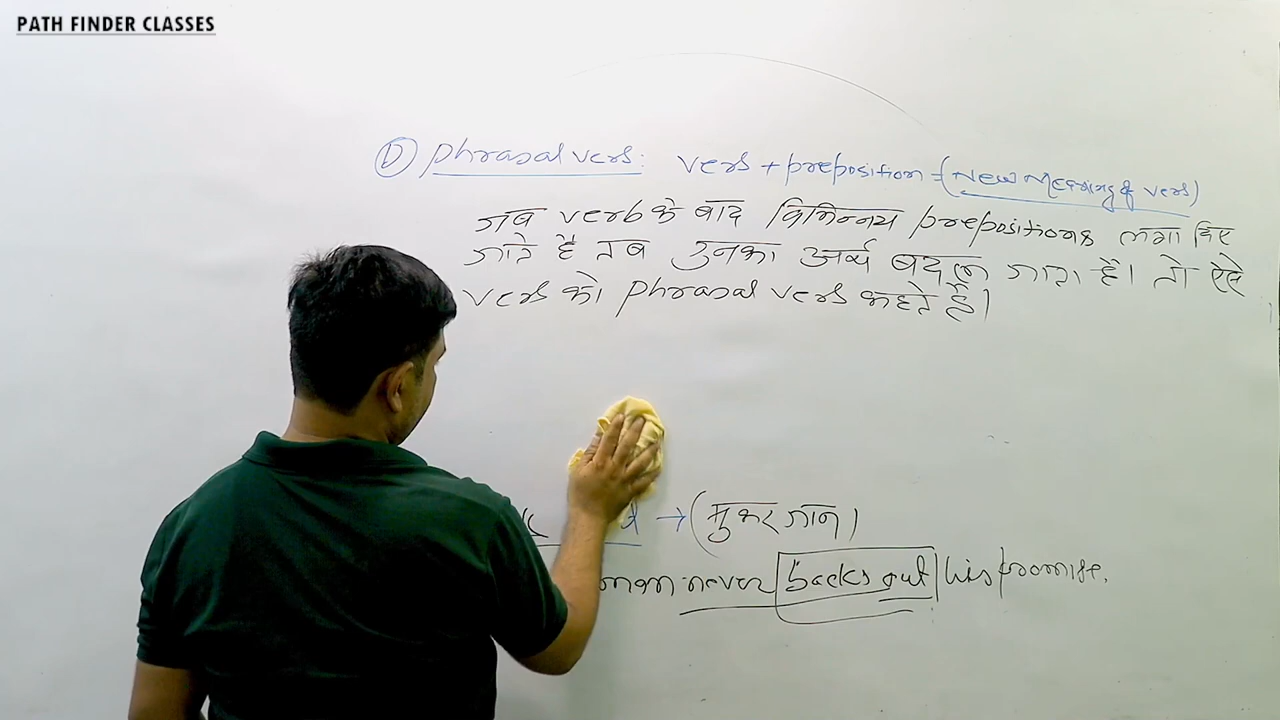 PATH FINDER CLASSES
D phrasal verb: verb + preposition = (New Meaning of verb)
जब verb के बाद विभिन्नय prepositions लगा दिए
जाते है तब उनका अर्थ बदल जाता है। तो ऐसे
verb को phrasal verb कहते है।
→ (मुकर जान।
man never backs out his promise.